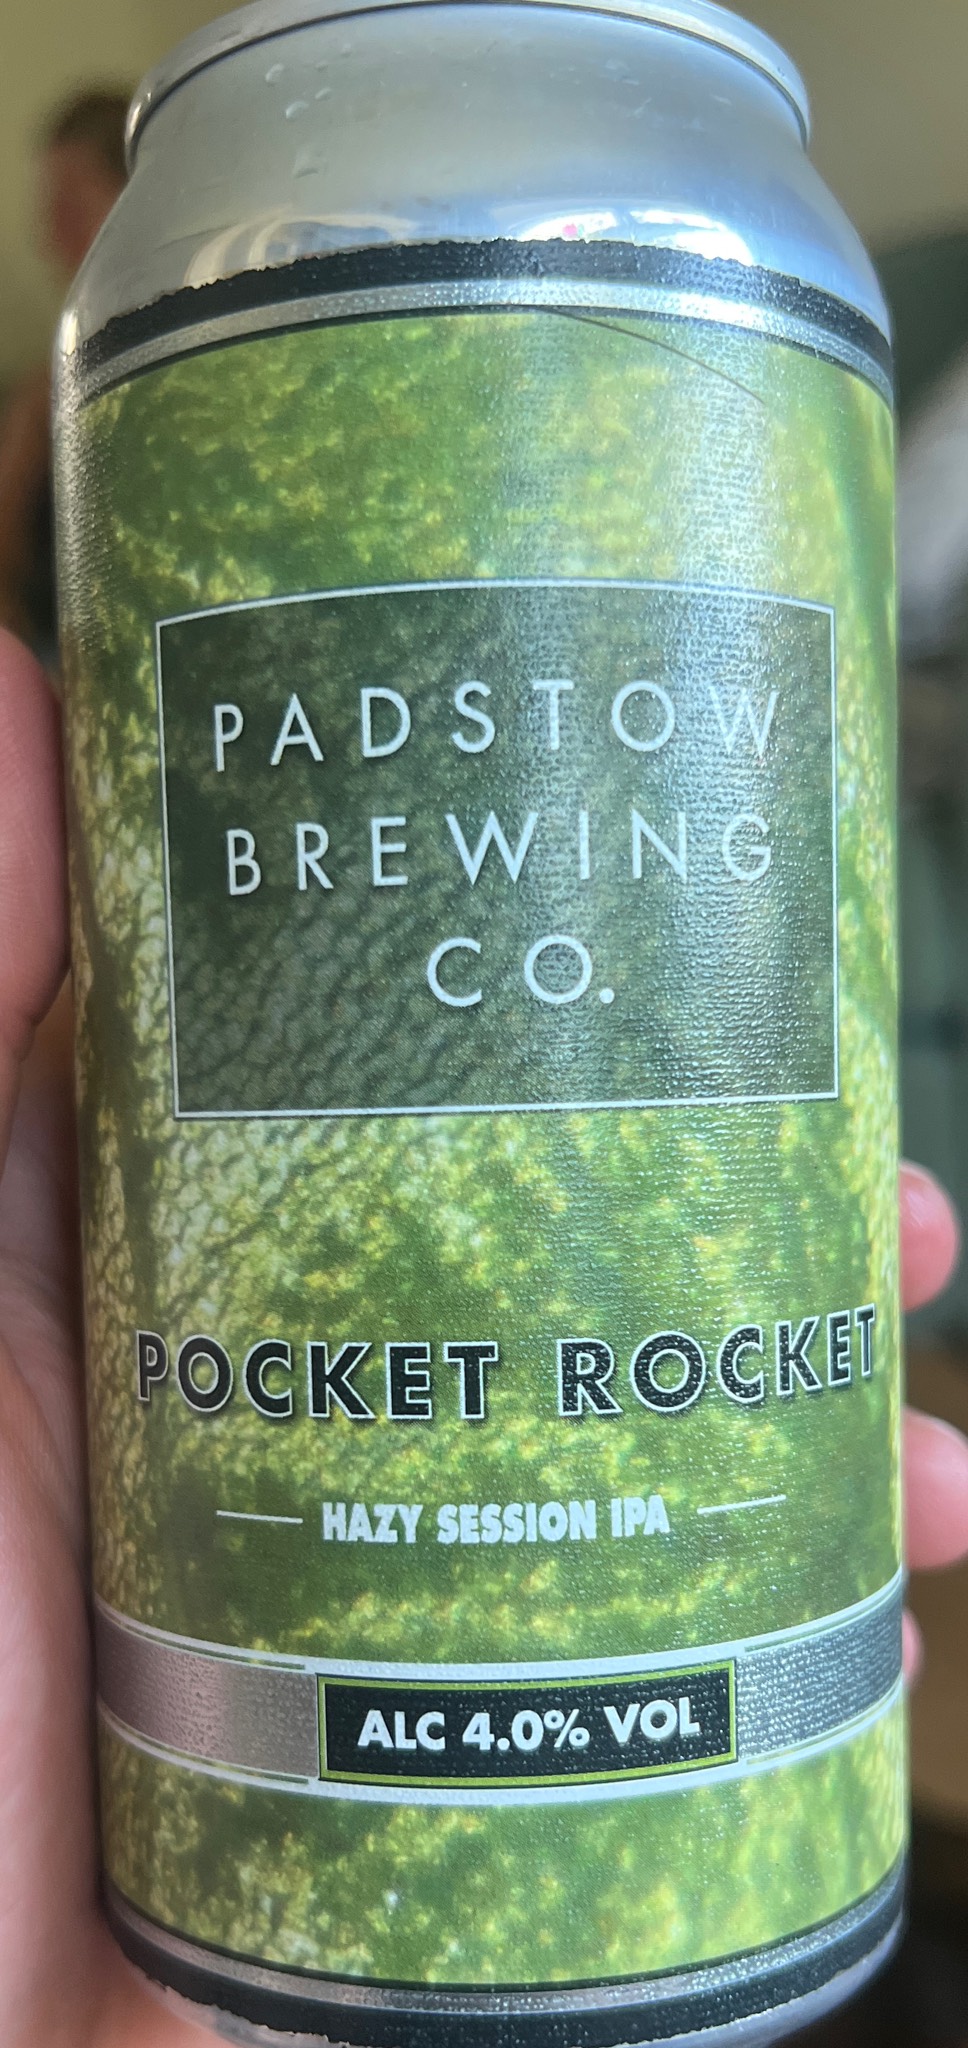 PADSTOW
BREWING
CO.
POCKET ROCKET
HAZY SESSION IPA
ALC 4.0% VOL